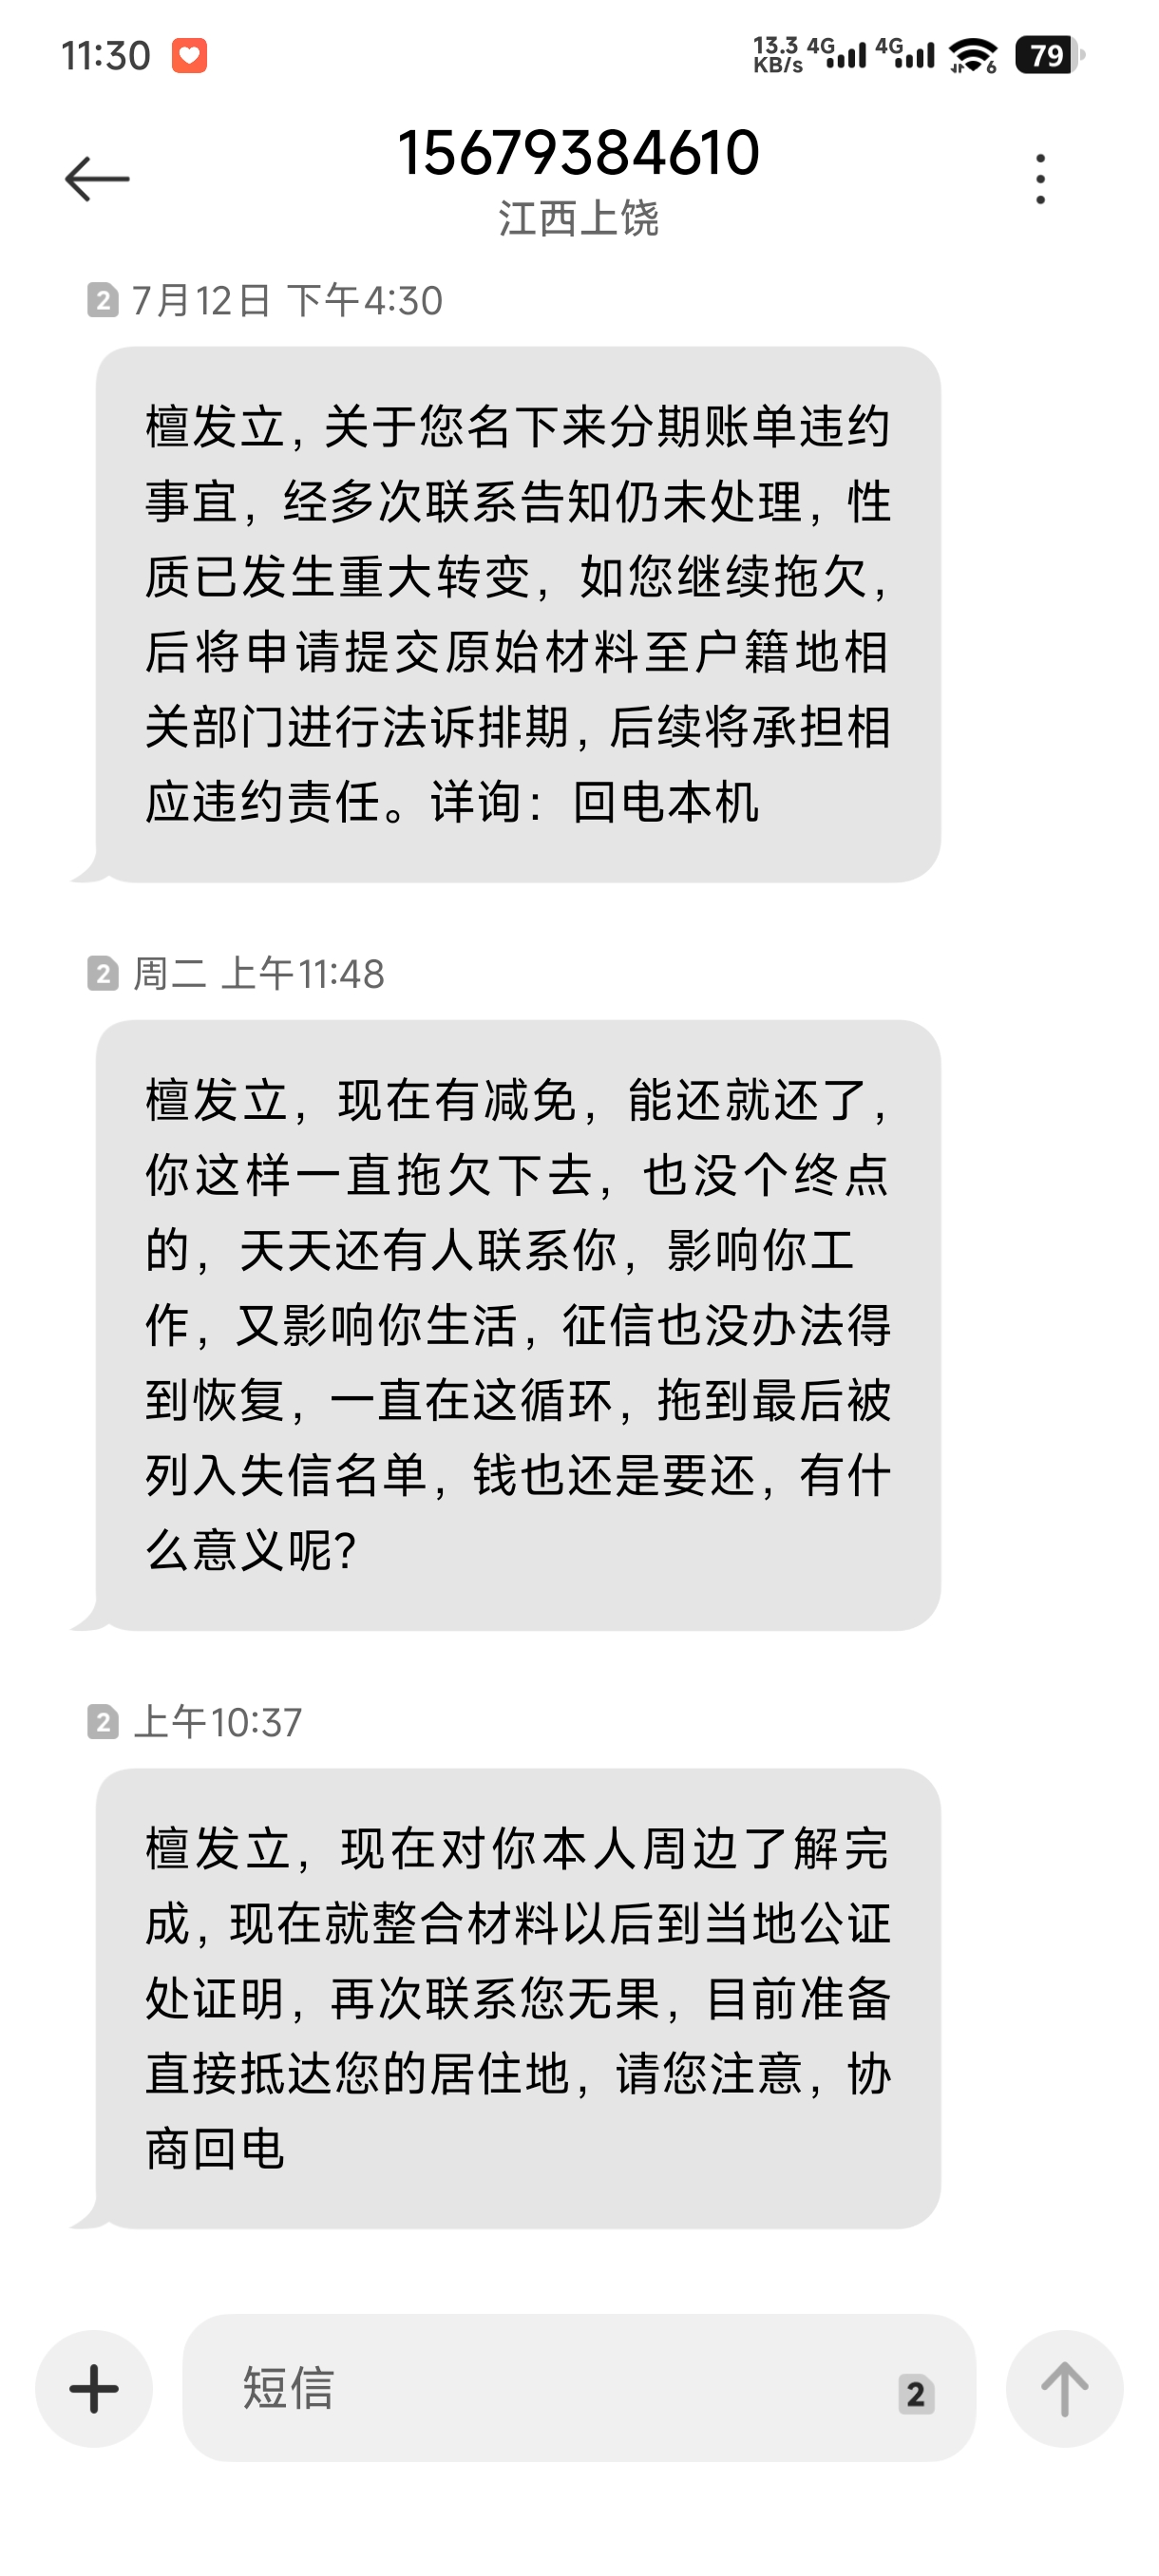 11:30
13.3 KB/s 4G 4G 6 79
15679384610
江西上饶
2 7月12日 下午4:30
檀发立，关于您名下来分期账单违约
事宜，经多次联系告知仍未处理，性
质已发生重大转变，如您继续拖欠，
后将申请提交原始材料至户籍地相
关部门进行法诉排期，后续将承担相
应违约责任。详询：回电本机
2 周二 上午11:48
檀发立，现在有减免，能还就还了，
你这样一直拖欠下去，也没个终点
的，天天还有人联系你，影响你工
作，又影响你生活，征信也没办法得
到恢复，一直在这循环，拖到最后被
列入失信名单，钱也还是要还，有什
么意义呢？
2 上午10:37
檀发立，现在对你本人周边了解完
成，现在就整合材料以后到当地公证
处证明，再次联系您无果，目前准备
直接抵达您的居住地，请您注意，协
商回电
短信 2